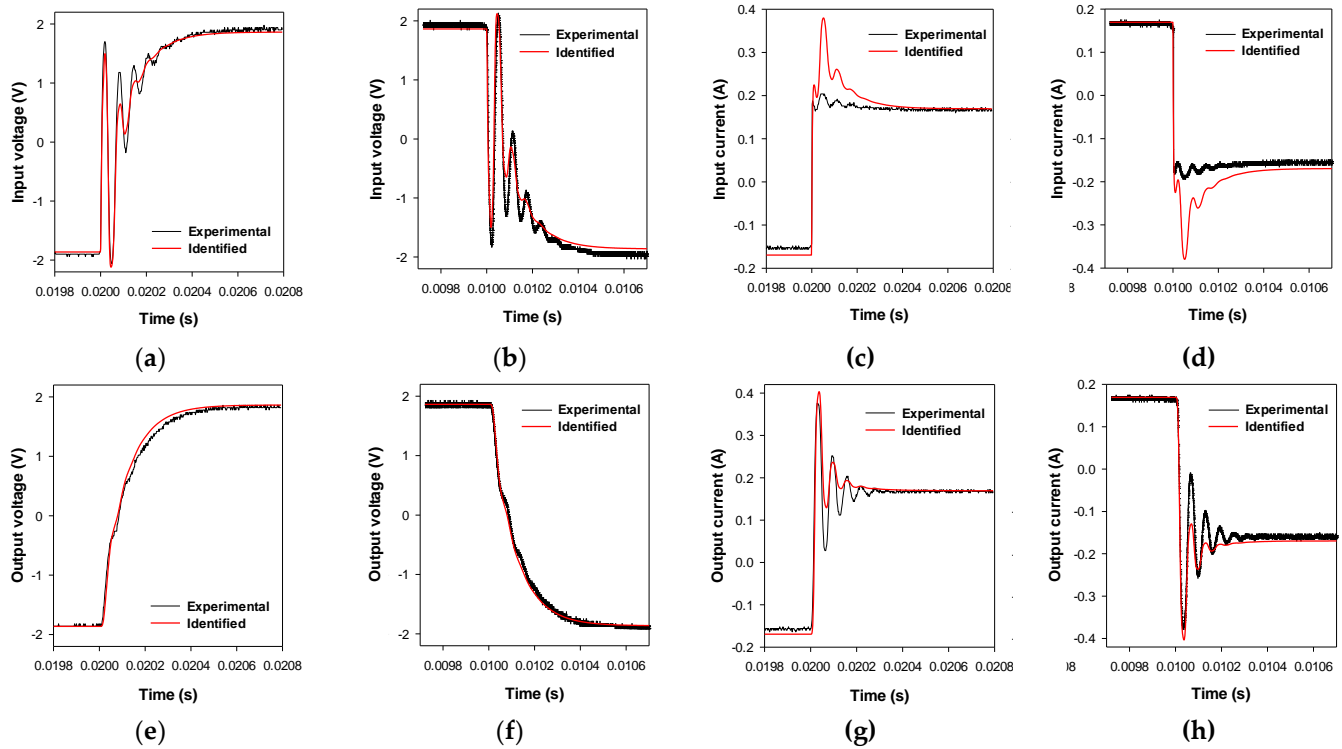 2
1
0
-1
-2
Input voltage (V)
Experimental
Identified
0.0198 0.0200 0.0202 0.0204 0.0206 0.0208
Time (s)
(a)
2
1
0
-1
-2
Input voltage (V)
Experimental
Identified
0.0098 0.0100 0.0102 0.0104 0.0106
Time (s)
(b)
0.4
0.3
0.2
0.1
0.0
-0.1
-0.2
Input current (A)
Experimental
Identified
0.0198 0.0200 0.0202 0.0204 0.0206 0.0208
Time (s)
(c)
0.2
0.1
0.0
-0.1
-0.2
-0.3
-0.4
Input current (A)
Experimental
Identified
8 0.0098 0.0100 0.0102 0.0104 0.0106
Time (s)
(d)
2
1
0
-1
-2
Output voltage (V)
Experimental
Identified
0.0198 0.0200 0.0202 0.0204 0.0206 0.0208
Time (s)
(e)
2
1
0
-1
-2
Output voltage (V)
Experimental
Identified
0.0098 0.0100 0.0102 0.0104 0.0106
Time (s)
(f)
0.4
0.3
0.2
0.1
0.0
-0.1
-0.2
Output current (A)
Experimental
Identified
0.0198 0.0200 0.0202 0.0204 0.0206 0.0208
Time (s)
(g)
0.2
0.1
0.0
-0.1
-0.2
-0.3
-0.4
Output current (A)
Experimental
Identified
08 0.0098 0.0100 0.0102 0.0104 0.0106
Time (s)
(h)